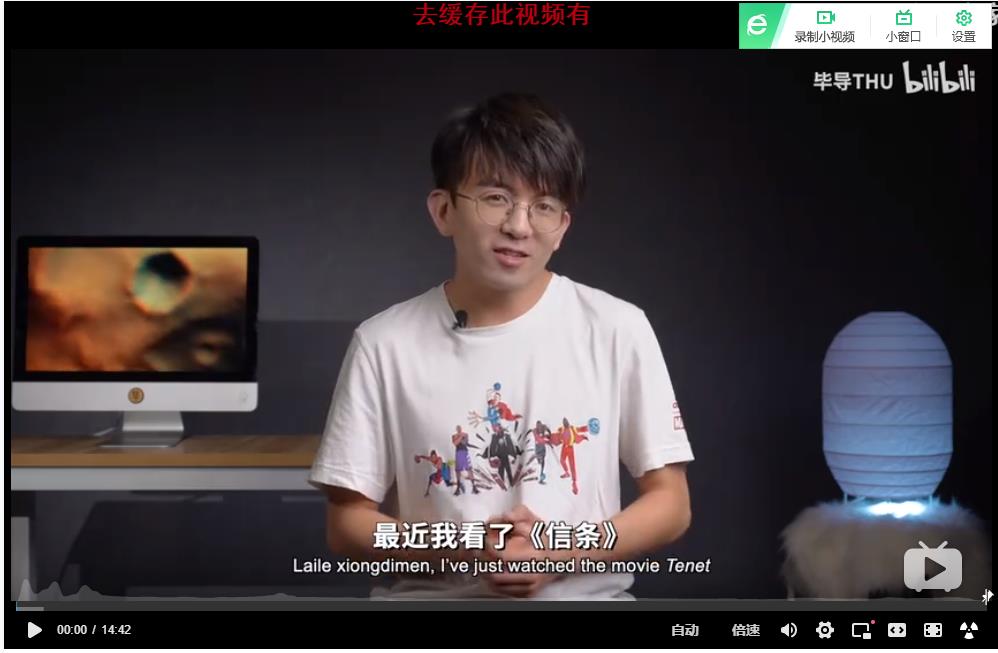 去缓存此视频有
录制小视频
小窗口
设置
毕导THU bilibili
最近我看了《信条》
Laile xiongdimen, I've just watched the movie Tenet
00:00 / 14:42
自动
倍速